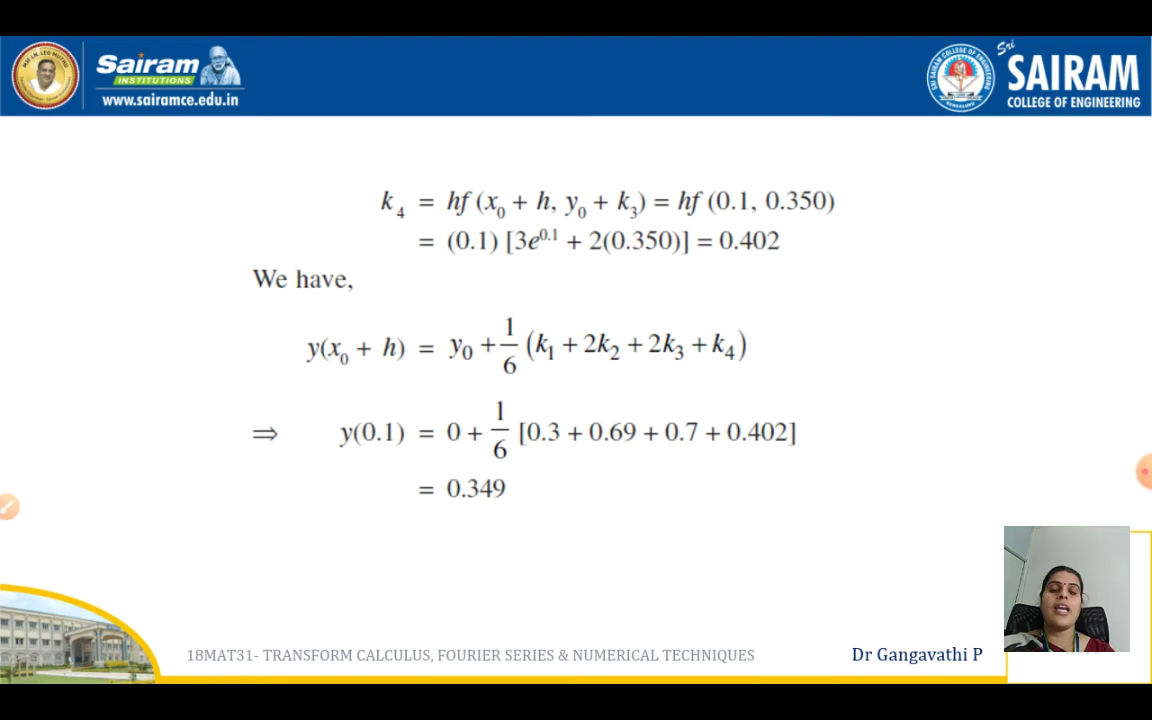 Sairam
INSTITUTIONS
www.sairamce.edu.in
Sri
SAIRAM
COLLEGE OF ENGINEERING
k₄ = hf (x₀ + h, y₀ + k₃) = hf (0.1, 0.350)
= (0.1) [3e⁰·¹ + 2(0.350)] = 0.402
We have,
y(x₀ + h) = y₀ + 1/6 (k₁ + 2k₂ + 2k₃ + k₄)
⇒ y(0.1) = 0 + 1/6 [0.3 + 0.69 + 0.7 + 0.402]
= 0.349
18MAT31- TRANSFORM CALCULUS, FOURIER SERIES & NUMERICAL TECHNIQUES
Dr Gangavathi P